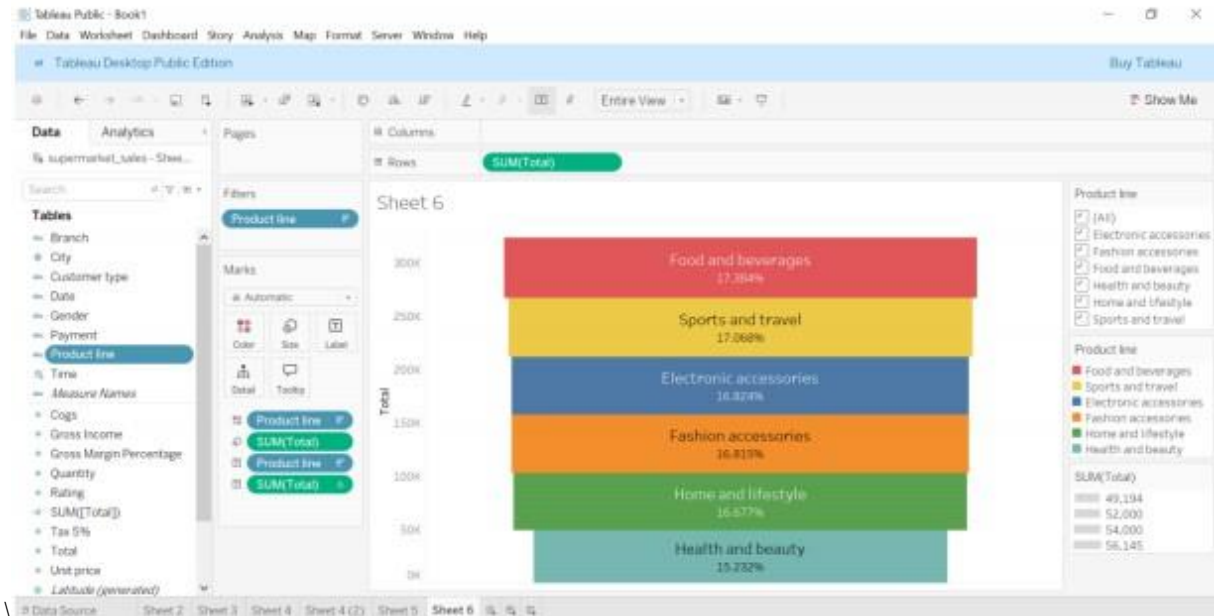 Tableau Public - Book1
File Data Worksheet Dashboard Story Analysis Map Format Server Window Help
Tableau Desktop Public Edition
Buy Tableau
Entire View
Show Me
Data Analytics
supermarket_sales - Shee...
Search
Tables
Branch
City
Customer type
Date
Gender
Payment
Product line
Time
Measure Names
Cogs
Gross Income
Gross Margin Percentage
Quantity
Rating
SUM([Total])
Tax 5%
Total
Unit price
Latitude (generated)
Pages
Filters
Product line
Marks
Automatic
Color Size Label
Detail Tooltip
Product line
SUM(Total)
Product line
SUM(Total)
Columns
Rows SUM(Total)
Sheet 6
Total
300K
250K
200K
150K
100K
50K
0K
Food and beverages
17.384%
Sports and travel
17.068%
Electronic accessories
16.824%
Fashion accessories
16.815%
Home and lifestyle
16.677%
Health and beauty
15.232%
Product line
(All)
Electronic accessories
Fashion accessories
Food and beverages
Health and beauty
Home and lifestyle
Sports and travel
Product line
Food and beverages
Sports and travel
Electronic accessories
Fashion accessories
Home and lifestyle
Health and beauty
SUM(Total)
49,194
52,000
54,000
56,145
\
Data Source Sheet 2 Sheet 3 Sheet 4 Sheet 4 (2) Sheet 5 Sheet 6